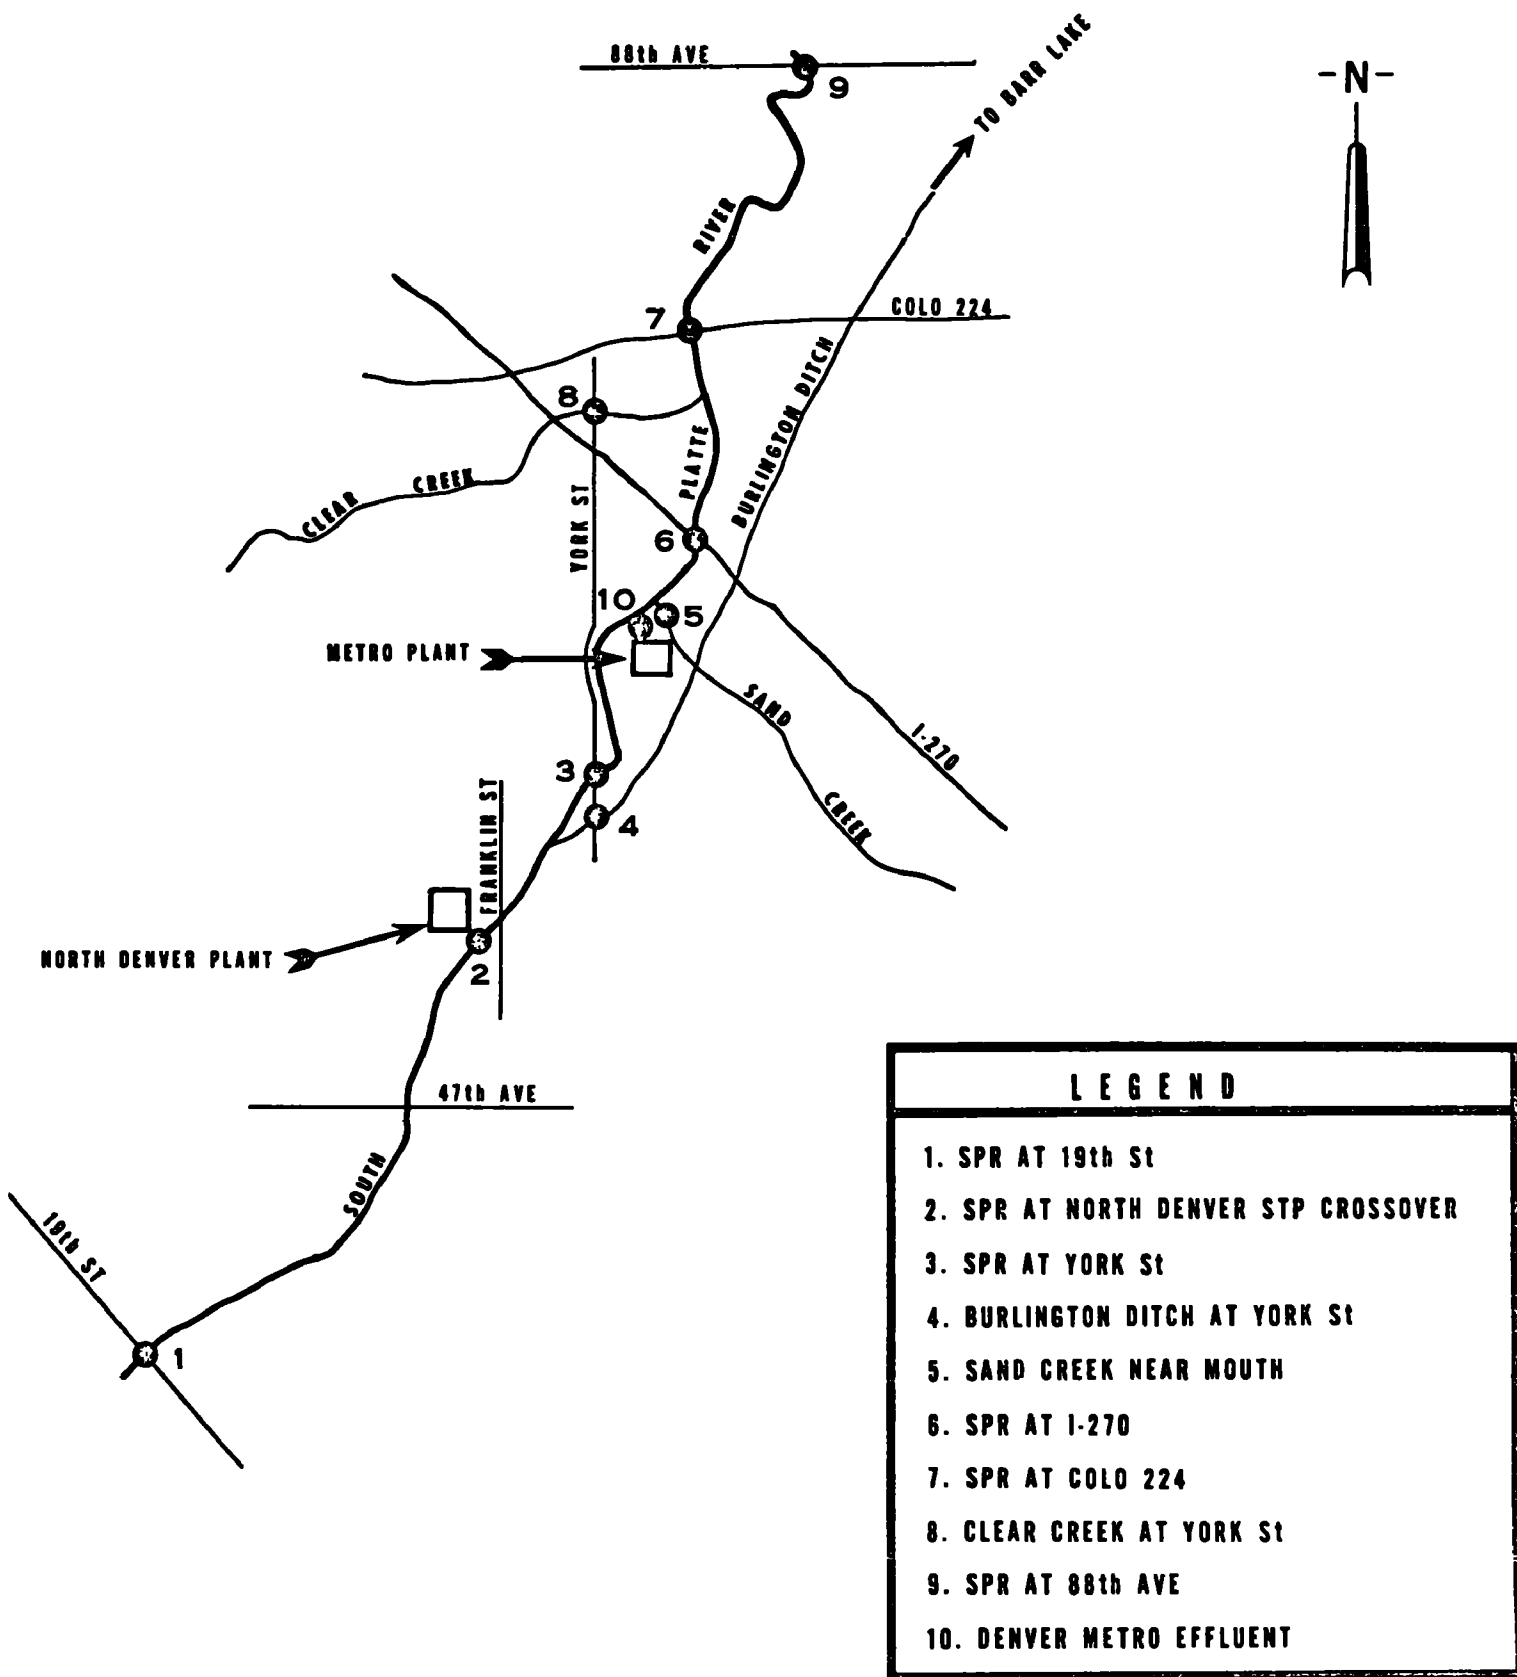 88th AVE
9
TO BARR LAKE
-N-
RIVER
7
COLO 224
8
BURLINGTON DITCH
PLATTE
CLEAR CREEK
YORK ST
6
10
5
METRO PLANT
SAND CREEK
I-270
3
4
FRANKLIN ST
NORTH DENVER PLANT
2
47th AVE
SOUTH
19th ST
1
LEGEND
1. SPR AT 19th St
2. SPR AT NORTH DENVER STP CROSSOVER
3. SPR AT YORK St
4. BURLINGTON DITCH AT YORK St
5. SAND CREEK NEAR MOUTH
6. SPR AT I-270
7. SPR AT COLO 224
8. CLEAR CREEK AT YORK St
9. SPR AT 88th AVE
10. DENVER METRO EFFLUENT